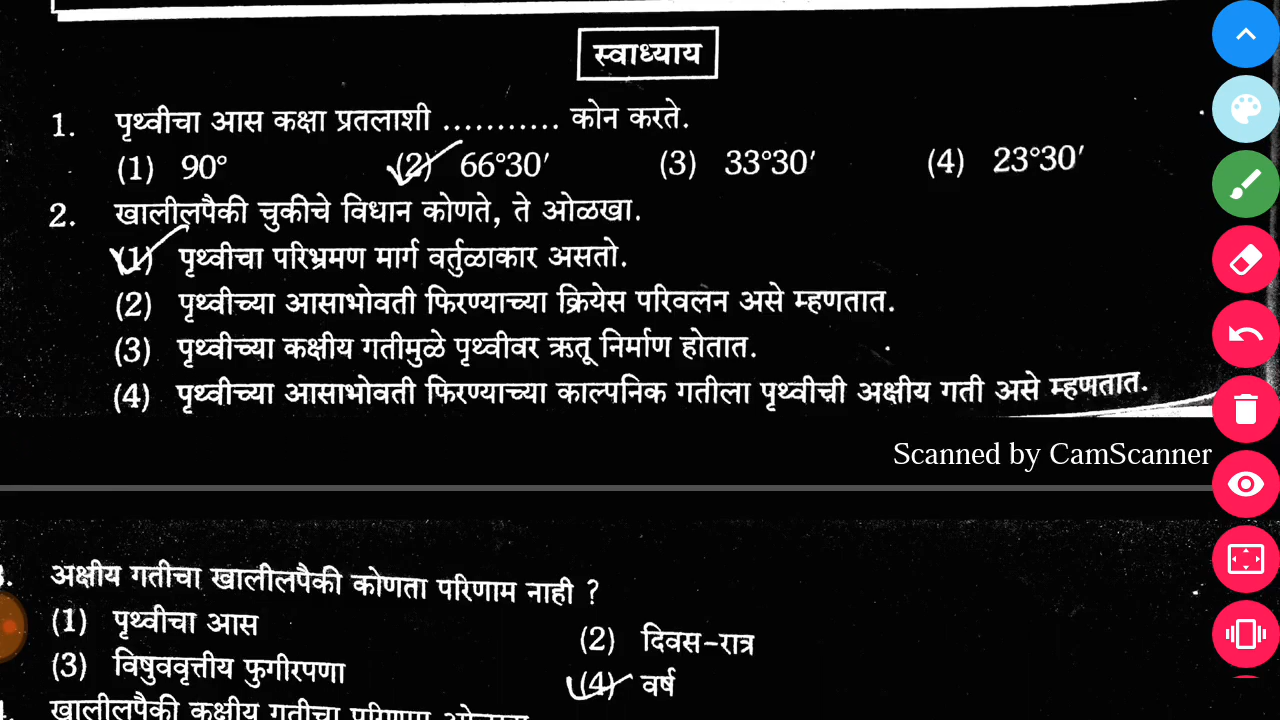 स्वाध्याय
1. पृथ्वीचा आस कक्षा प्रतलाशी ........... कोन करते.
(1) 90° (2) 66°30′ (3) 33°30′ (4) 23°30′
2. खालीलपैकी चुकीचे विधान कोणते, ते ओळखा.
(1) पृथ्वीचा परिभ्रमण मार्ग वर्तुळाकार असतो.
(2) पृथ्वीच्या आसाभोवती फिरण्याच्या क्रियेस परिवलन असे म्हणतात.
(3) पृथ्वीच्या कक्षीय गतीमुळे पृथ्वीवर ऋतू निर्माण होतात.
(4) पृथ्वीच्या आसाभोवती फिरण्याच्या काल्पनिक गतीला पृथ्वीची अक्षीय गती असे म्हणतात.
Scanned by CamScanner
अक्षीय गतीचा खालीलपैकी कोणता परिणाम नाही ?
(1) पृथ्वीचा आस (2) दिवस-रात्र
(3) विषुववृत्तीय फुगीरपणा (4) वर्ष
खालीलपैकी कक्षीय गतीचा परिणाम